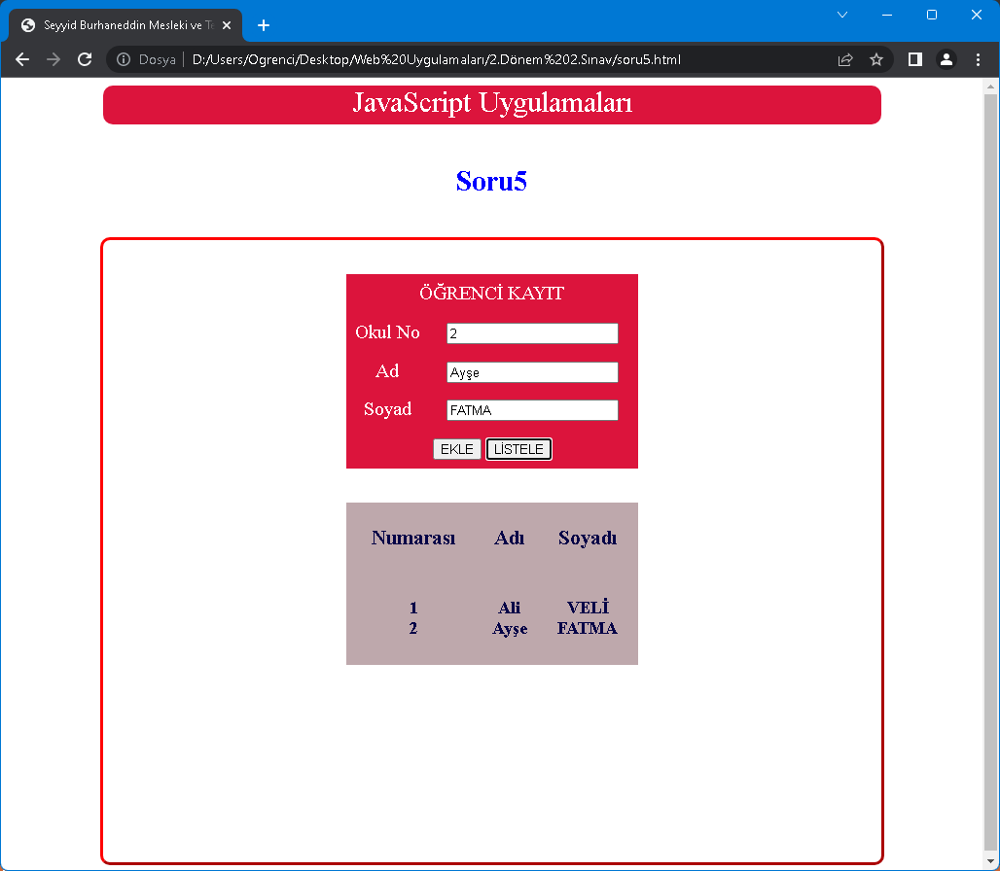 Seyyid Burhaneddin Mesleki ve Te
Dosya D:/Users/Ogrenci/Desktop/Web%20Uygulamaları/2.Dönem%202.Sınav/soru5.html
JavaScript Uygulamaları
Soru5
ÖĞRENCİ KAYIT
Okul No 2
Ad Ayşe
Soyad FATMA
EKLE LİSTELE
Numarası Adı Soyadı
1 Ali VELİ
2 Ayşe FATMA